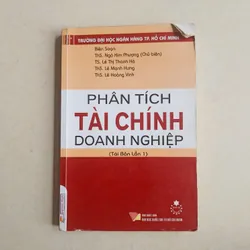 TRƯỜNG ĐẠI HỌC NGÂN HÀNG TP. HỒ CHÍ MINH
Biên Soạn
ThS. Ngô Kim Phượng (Chủ biên)
TS. Lê Thị Thanh Hà
ThS. Lê Mạnh Hưng
ThS. Lê Hoàng Vinh
PHÂN TÍCH
TÀI CHÍNH
DOANH NGHIỆP
(Tái Bản Lần 1)